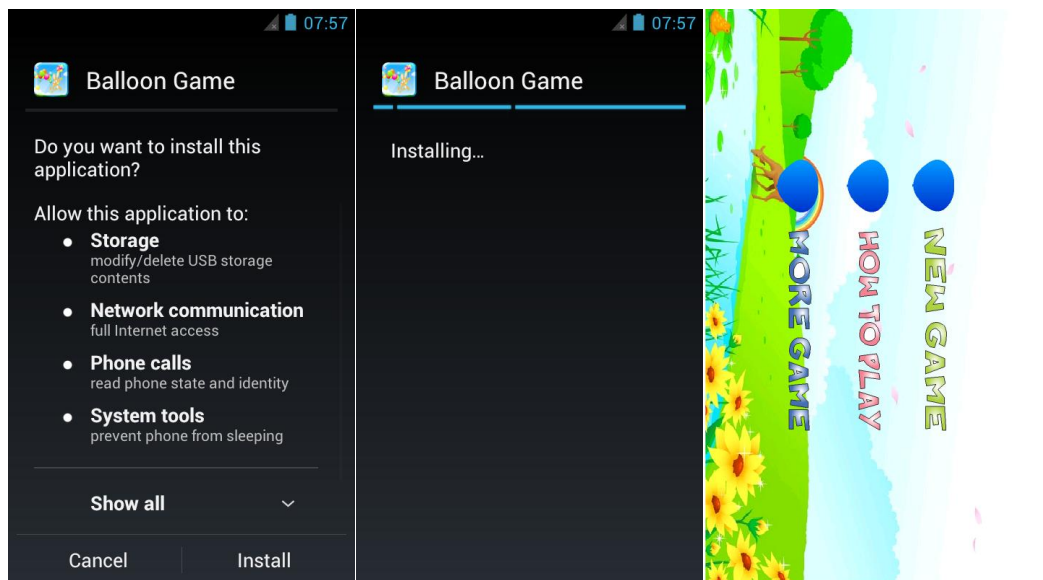 07:57
Balloon Game
Do you want to install this
application?
Allow this application to:
Storage
modify/delete USB storage
contents
Network communication
full Internet access
Phone calls
read phone state and identity
System tools
prevent phone from sleeping
Show all
Cancel
Install
07:57
Balloon Game
Installing...
NEW GAME
HOW TO PLAY
MORE GAME